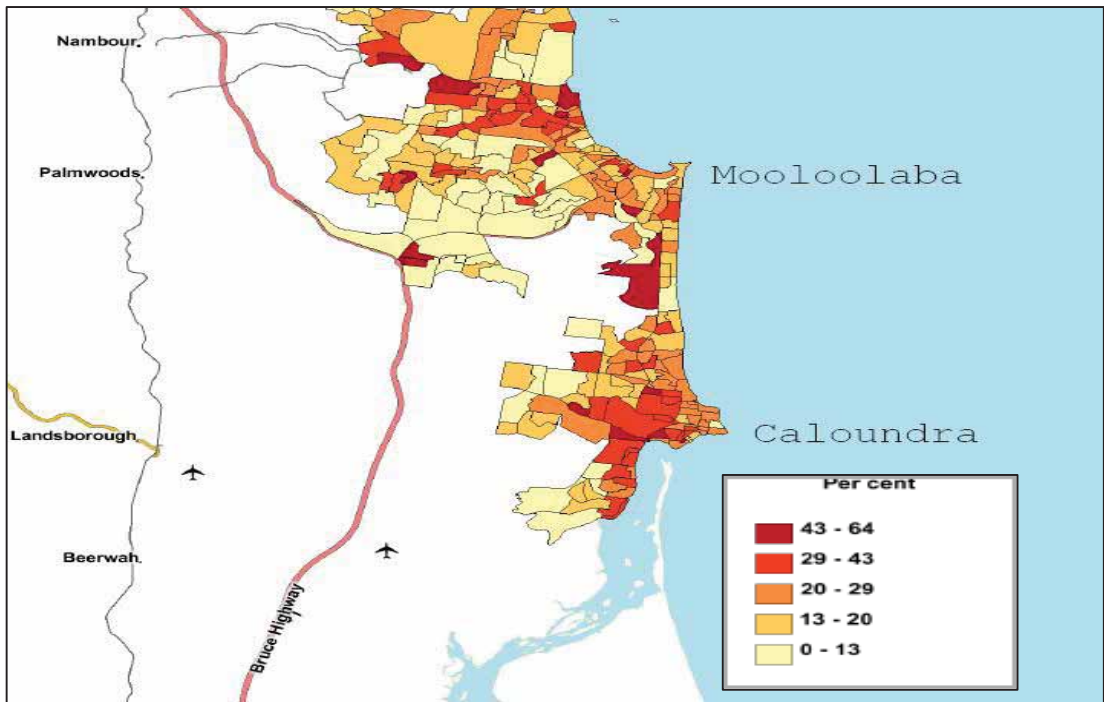 Nambour
Palmwoods
Mooloolaba
Landsborough
Caloundra
Beerwah
Bruce Highway
Per cent
43 - 64
29 - 43
20 - 29
13 - 20
0 - 13